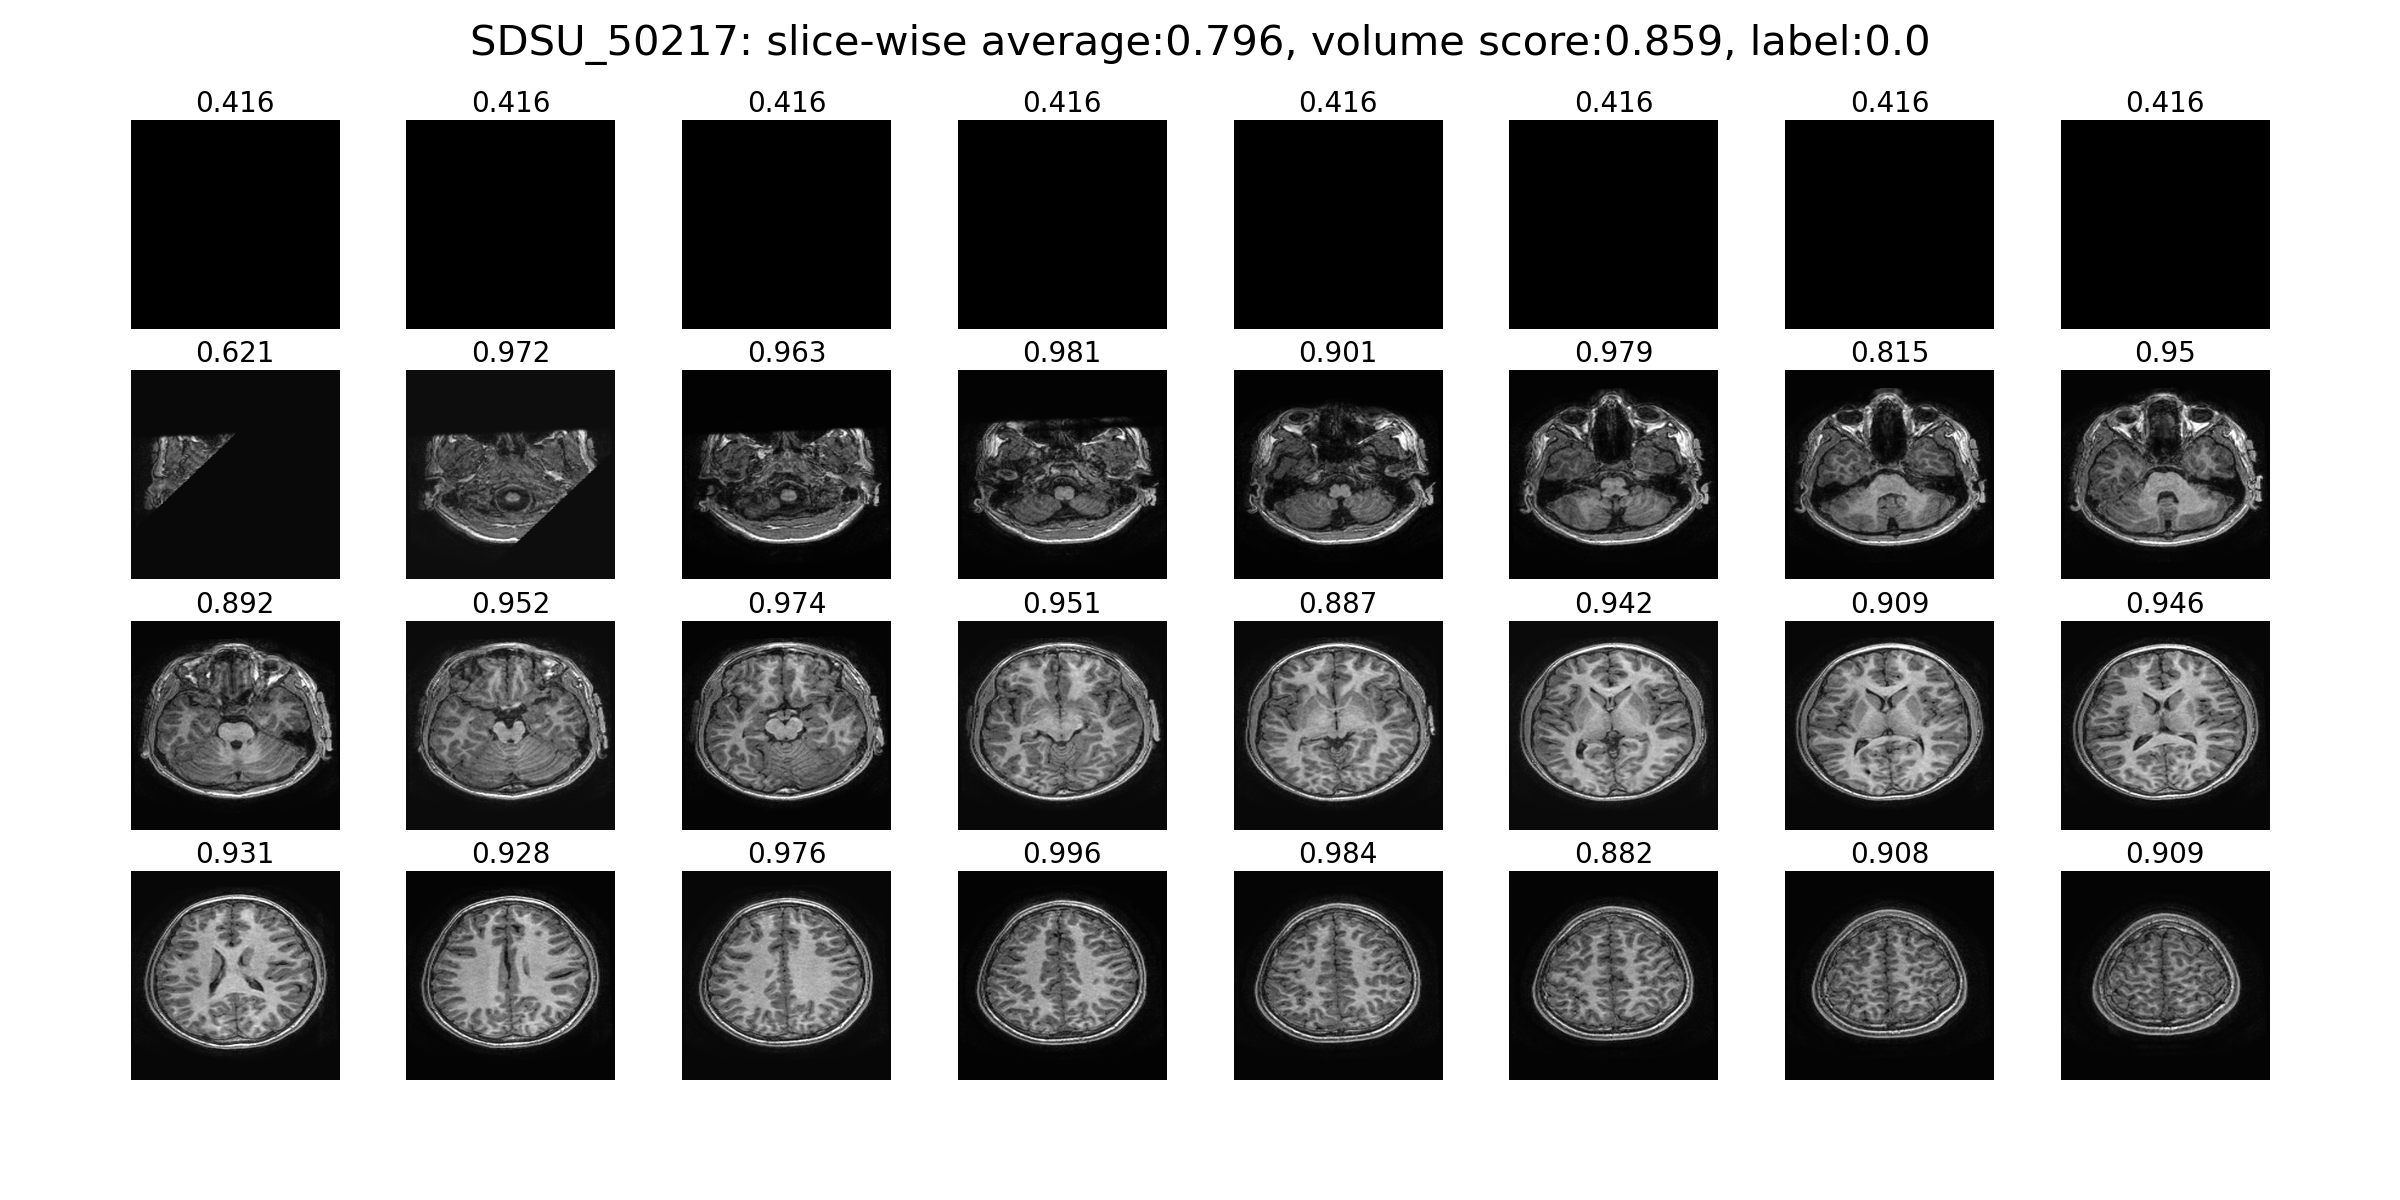 SDSU_50217: slice-wise average:0.796, volume score:0.859, label:0.0
0.416 0.416 0.416 0.416 0.416 0.416 0.416 0.416
0.621 0.972 0.963 0.981 0.901 0.979 0.815 0.95
0.892 0.952 0.974 0.951 0.887 0.942 0.909 0.946
0.931 0.928 0.976 0.996 0.984 0.882 0.908 0.909